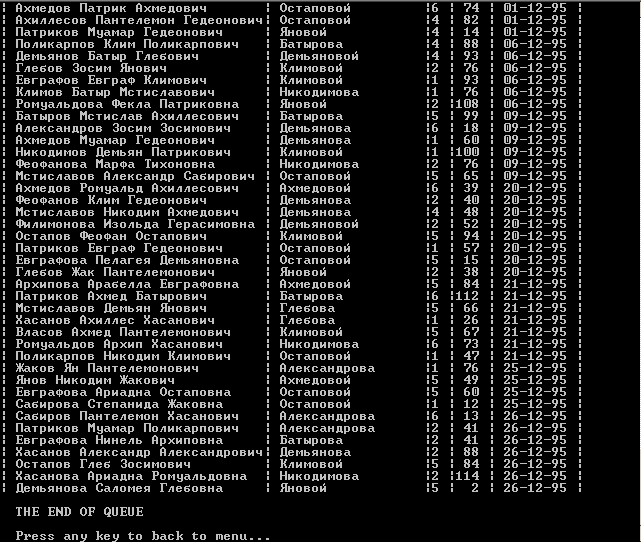 ¦ Ахмедов Патрик Ахмедович ¦ Остаповой ¦6 ¦ 74 ¦ 01-12-95 ¦
¦ Ахиллесов Пантелемон Гедеонович¦ Остаповой ¦4 ¦ 82 ¦ 01-12-95 ¦
¦ Патриков Муамар Гедеонович ¦ Яновой ¦4 ¦ 14 ¦ 01-12-95 ¦
¦ Поликарпов Клим Поликарпович ¦ Батырова ¦4 ¦ 88 ¦ 06-12-95 ¦
¦ Демьянов Батыр Глебович ¦ Демьяновой ¦4 ¦ 93 ¦ 06-12-95 ¦
¦ Глебов Зосим Янович ¦ Климовой ¦2 ¦ 76 ¦ 06-12-95 ¦
¦ Евграфов Евграф Климович ¦ Климовой ¦1 ¦ 93 ¦ 06-12-95 ¦
¦ Климов Батыр Мстиславович ¦ Никодимова ¦1 ¦ 76 ¦ 06-12-95 ¦
¦ Ромуальдова Фекла Патриковна ¦ Яновой ¦2 ¦108 ¦ 06-12-95 ¦
¦ Батыров Мстислав Ахиллесович ¦ Батырова ¦5 ¦ 99 ¦ 09-12-95 ¦
¦ Александров Зосим Зосимович ¦ Демьянова ¦6 ¦ 18 ¦ 09-12-95 ¦
¦ Ахмедов Муамар Гедеонович ¦ Демьянова ¦1 ¦ 60 ¦ 09-12-95 ¦
¦ Никодимов Демьян Патрикович ¦ Климовой ¦1 ¦100 ¦ 09-12-95 ¦
¦ Феофанова Марфа Тихоновна ¦ Никодимова ¦2 ¦ 76 ¦ 09-12-95 ¦
¦ Мстиславов Александр Сабирович ¦ Остаповой ¦5 ¦ 65 ¦ 09-12-95 ¦
¦ Ахмедов Ромуальд Ахиллесович ¦ Ахмедовой ¦6 ¦ 39 ¦ 20-12-95 ¦
¦ Феофанов Клим Гедеонович ¦ Демьянова ¦2 ¦ 40 ¦ 20-12-95 ¦
¦ Мстиславов Никодим Ахмедович ¦ Демьянова ¦4 ¦ 48 ¦ 20-12-95 ¦
¦ Филимонова Изольда Герасимовна ¦ Демьяновой ¦2 ¦ 52 ¦ 20-12-95 ¦
¦ Остапов Феофан Остапович ¦ Климовой ¦5 ¦ 94 ¦ 20-12-95 ¦
¦ Патриков Евграф Гедеонович ¦ Остаповой ¦1 ¦ 57 ¦ 20-12-95 ¦
¦ Евграфова Пелагея Демьяновна ¦ Остаповой ¦5 ¦ 15 ¦ 20-12-95 ¦
¦ Глебов Жак Пантелемонович ¦ Яновой ¦2 ¦ 38 ¦ 20-12-95 ¦
¦ Архипова Арабелла Евграфовна ¦ Ахмедовой ¦5 ¦ 84 ¦ 21-12-95 ¦
¦ Патриков Ахмед Батырович ¦ Батырова ¦6 ¦112 ¦ 21-12-95 ¦
¦ Мстиславов Демьян Янович ¦ Глебова ¦5 ¦ 66 ¦ 21-12-95 ¦
¦ Хасанов Ахиллес Хасанович ¦ Глебова ¦1 ¦ 26 ¦ 21-12-95 ¦
¦ Власов Ахмед Пантелемонович ¦ Климовой ¦5 ¦ 67 ¦ 21-12-95 ¦
¦ Ромуальдов Архип Хасанович ¦ Никодимова ¦6 ¦ 73 ¦ 21-12-95 ¦
¦ Поликарпов Никодим Климович ¦ Остаповой ¦1 ¦ 47 ¦ 21-12-95 ¦
¦ Жаков Ян Пантелемонович ¦ Александрова ¦1 ¦ 76 ¦ 25-12-95 ¦
¦ Янов Никодим Жакович ¦ Ахмедовой ¦5 ¦ 49 ¦ 25-12-95 ¦
¦ Евграфова Ариадна Остаповна ¦ Остаповой ¦5 ¦ 60 ¦ 25-12-95 ¦
¦ Сабирова Степанида Жаковна ¦ Остаповой ¦1 ¦ 12 ¦ 25-12-95 ¦
¦ Сабиров Пантелемон Хасанович ¦ Александрова ¦6 ¦ 13 ¦ 26-12-95 ¦
¦ Патриков Муамар Поликарпович ¦ Александрова ¦2 ¦ 41 ¦ 26-12-95 ¦
¦ Евграфова Нинель Архиповна ¦ Батырова ¦2 ¦ 41 ¦ 26-12-95 ¦
¦ Хасанов Александр Александрович¦ Демьяновой ¦2 ¦ 88 ¦ 26-12-95 ¦
¦ Остапов Глеб Зосимович ¦ Климовой ¦5 ¦ 84 ¦ 26-12-95 ¦
¦ Хасанова Ариадна Ромуальдовна ¦ Никодимова ¦2 ¦114 ¦ 26-12-95 ¦
¦ Демьянова Саломея Глебовна ¦ Яновой ¦5 ¦ 2 ¦ 26-12-95 ¦
THE END OF QUEUE
Press any key to back to menu...